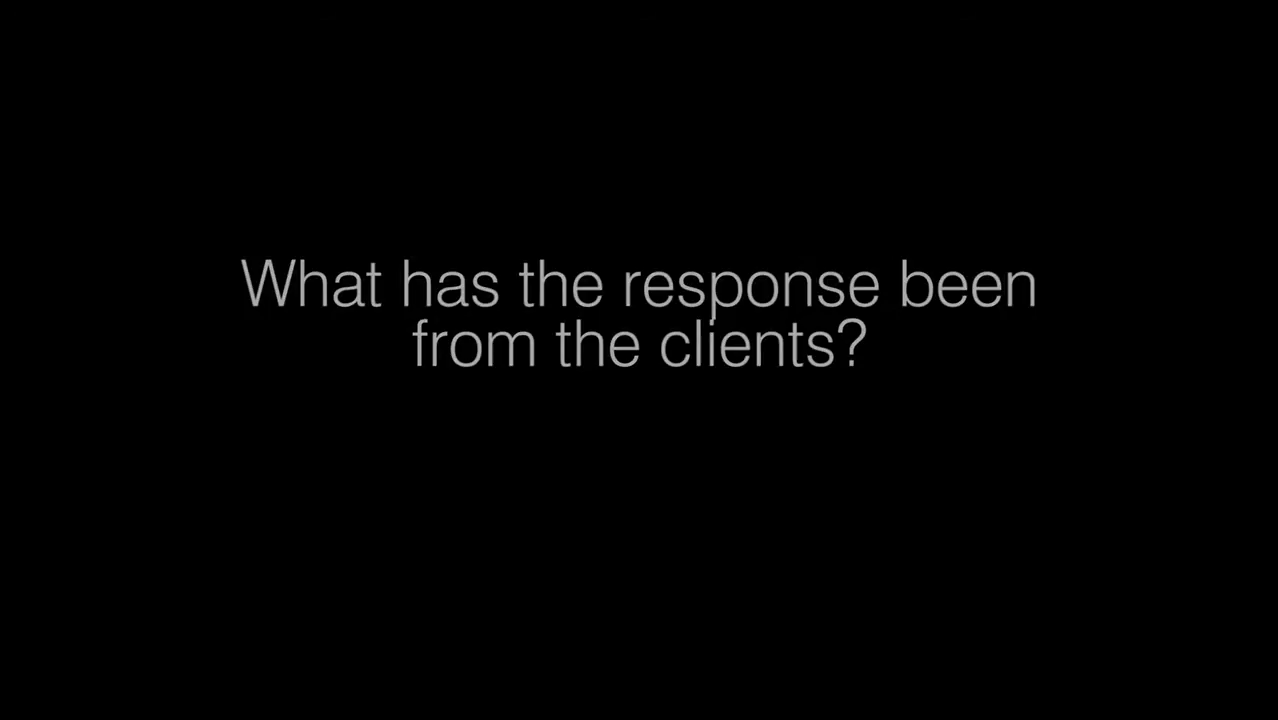 What has the response been
from the clients?